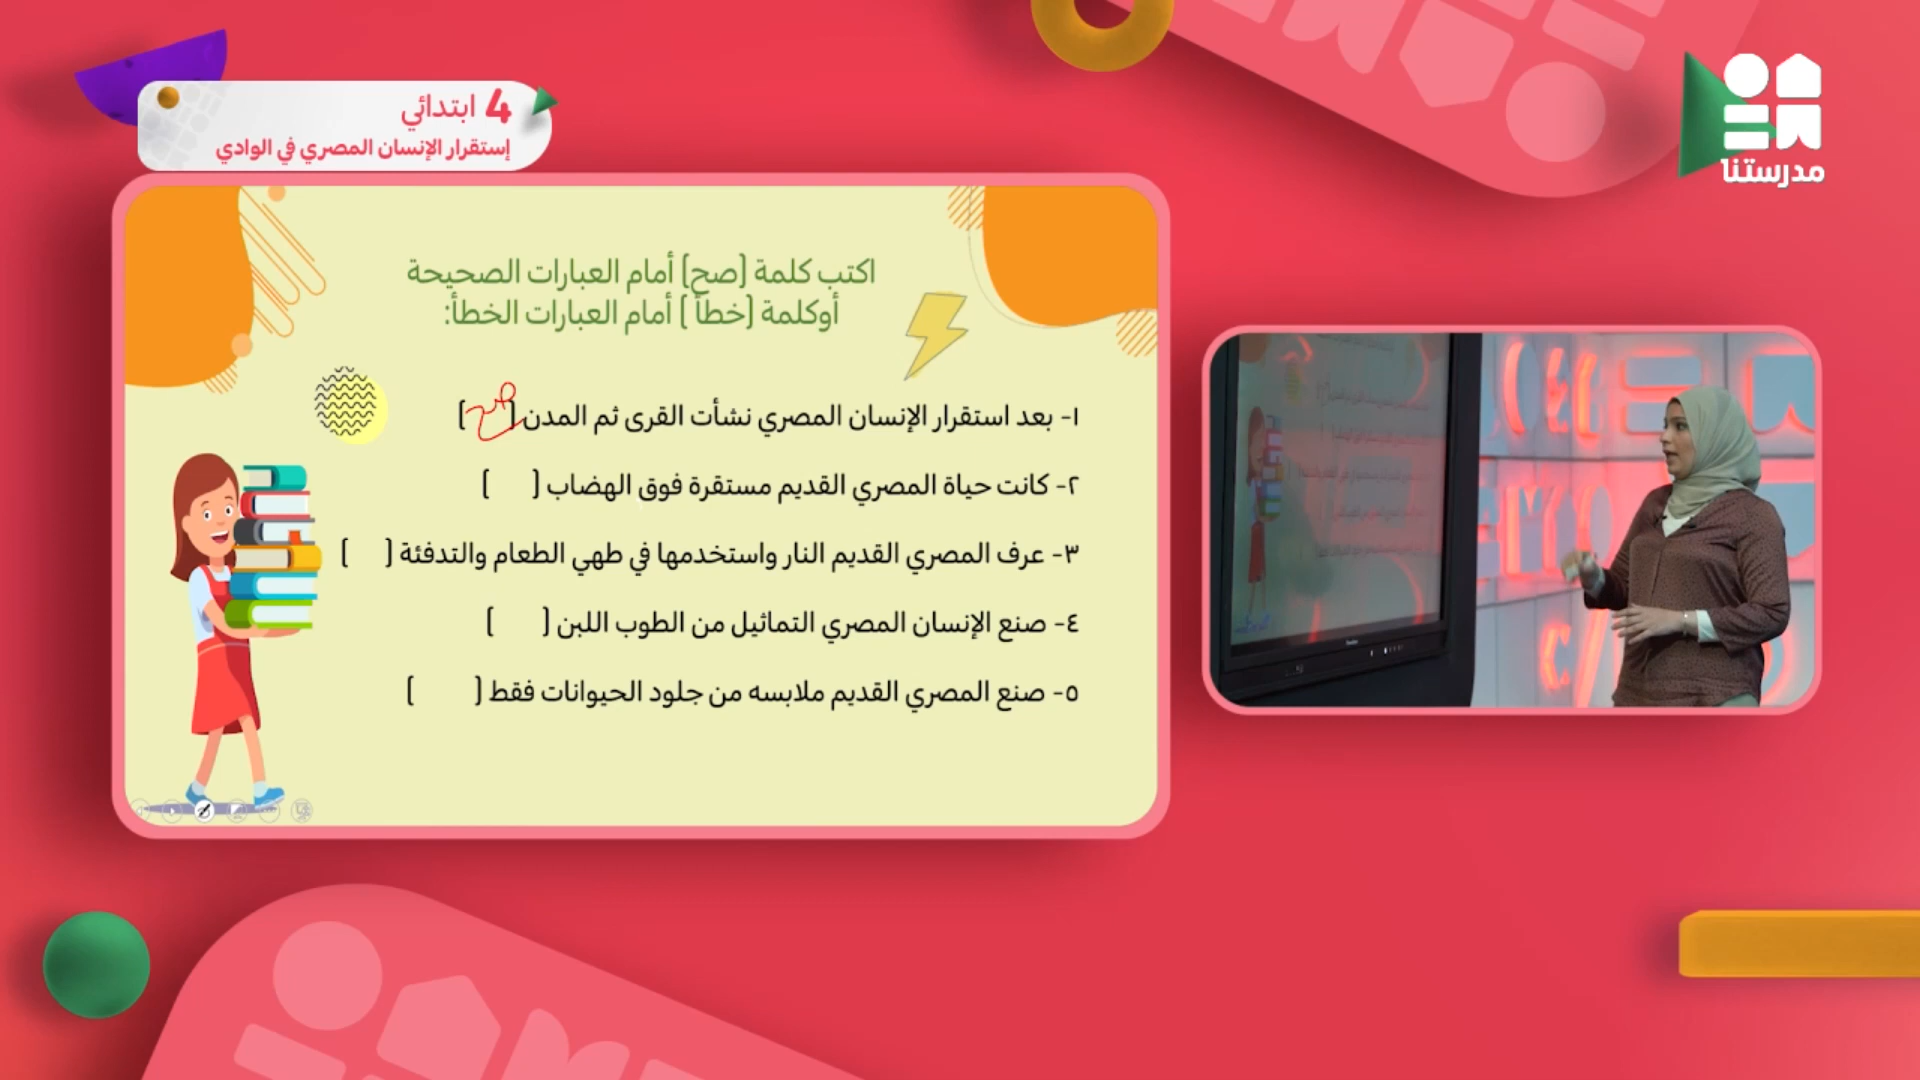 4 ابتدائي
إستقرار الإنسان المصري في الوادي
مدرستنا
اكتب كلمة (صح) أمام العبارات الصحيحة
أوكلمة (خطأ ) أمام العبارات الخطأ:
١- بعد استقرار الإنسان المصري نشأت القرى ثم المدن (صح)
٢- كانت حياة المصري القديم مستقرة فوق الهضاب ( )
٣- عرف المصري القديم النار واستخدمها في طهي الطعام والتدفئة ( )
٤- صنع الإنسان المصري التماثيل من الطوب اللبن ( )
٥- صنع المصري القديم ملابسه من جلود الحيوانات فقط ( )